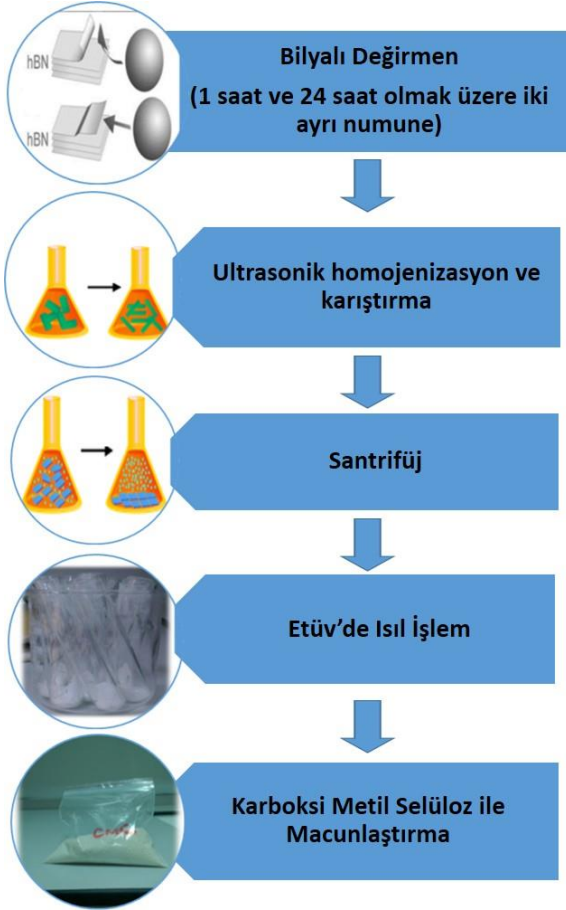 hBN
hBN
Bilyalı Değirmen
(1 saat ve 24 saat olmak üzere iki
ayrı numune)
Ultrasonik homojenizasyon ve
karıştırma
Santrifüj
Etüv’de Isıl İşlem
CMC
Karboksi Metil Selüloz ile
Macunlaştırma